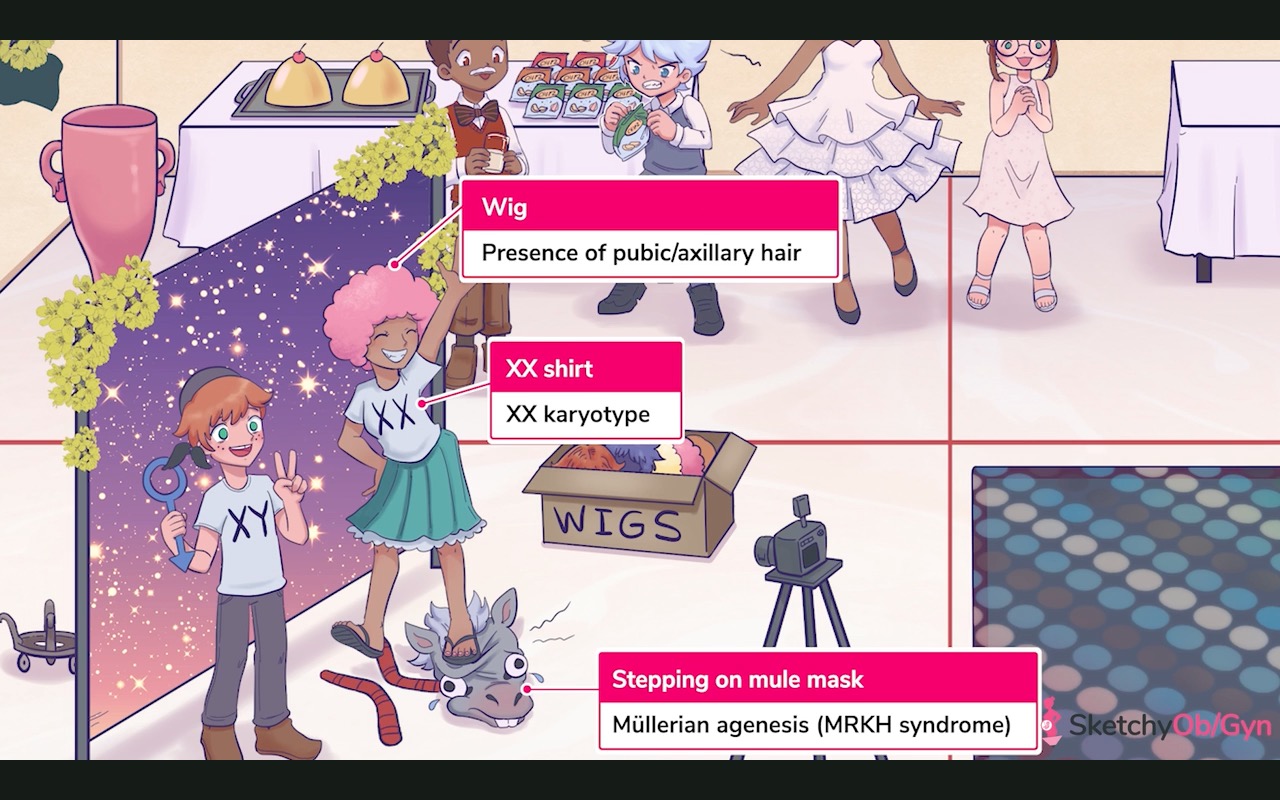 Wig
Presence of pubic/axillary hair
XX shirt
XX karyotype
XX
XY
WIGS
Stepping on mule mask
Müllerian agenesis (MRKH syndrome)
SketchyOb/Gyn